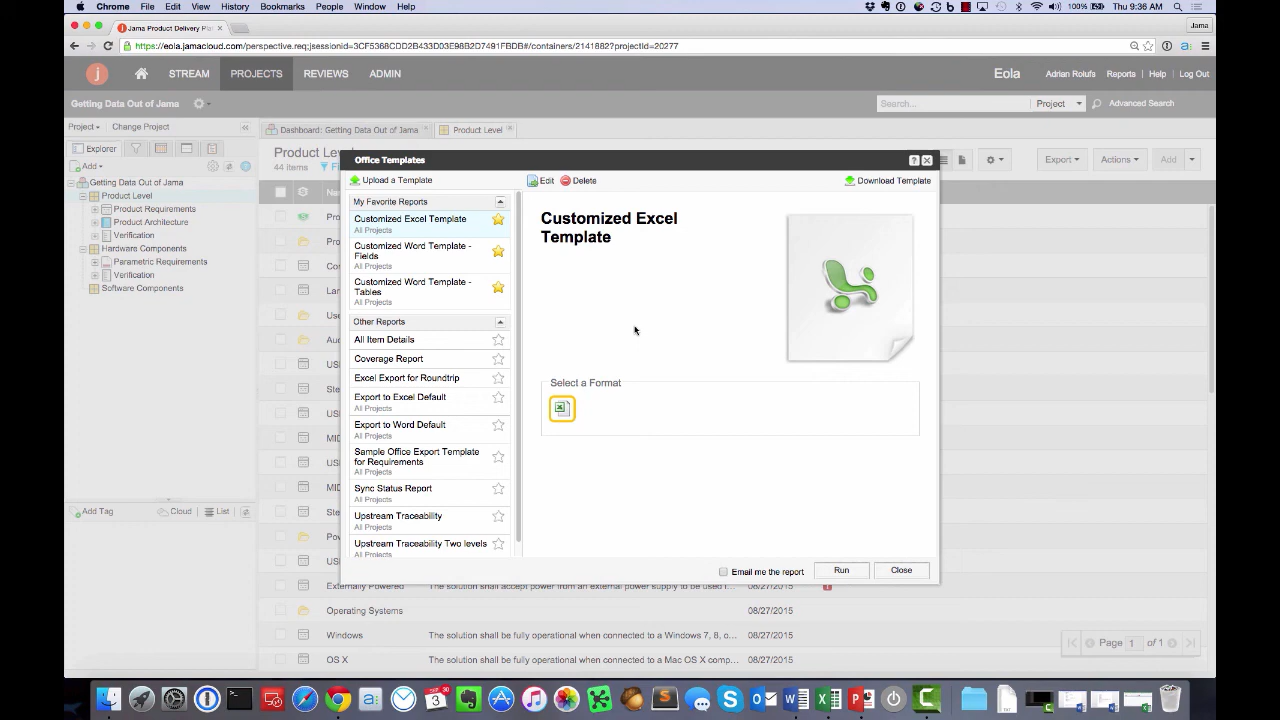 Chrome File Edit View History Bookmarks People Window Help 100% Thu 9:36 AM
Jama Product Delivery Pla
Jama
https://eola.jamacloud.com/perspective.req;jsessionid=3CF5368CDD2B433D03E98B2D7491FBDB#/containers/2141882?projectid=20277
j STREAM PROJECTS REVIEWS ADMIN Eola Adrian Rolufs Reports Help Log Out
Getting Data Out of Jama Search... Project Advanced Search
Project Change Project Dashboard: Getting Data Out of Jama Product Level
Explorer
Add
Getting Data Out of Jama
Product Level
Product Requirements
Product Architecture
Verification
Hardware Components
Parametric Requirements
Verification
Software Components
Add Tag Cloud List
Product Level
44 items
Export Actions Add
Office Templates
Upload a Template Edit Delete Download Template
My Favorite Reports
Customized Excel Template
All Projects
Customized Word Template -
Fields
All Projects
Customized Word Template -
Tables
All Projects
Other Reports
All Item Details
Coverage Report
Excel Export for Roundtrip
Export to Excel Default
All Projects
Export to Word Default
All Projects
Sample Office Export Template
for Requirements
All Projects
Sync Status Report
All Projects
Upstream Traceability
All Projects
Upstream Traceability Two levels
All Projects
Customized Excel
Template
Select a Format
Email me the report Run Close
Externally Powered The solution shall accept power from an external power supply to be used f... 08/27/2015
Operating Systems 08/27/2015
Windows The solution shall be fully operational when connected to a Windows 7, 8, o... 08/27/2015
OS X The solution shall be fully operational when connected to a Mac OS X comp... 08/27/2015
Page 1 of 1